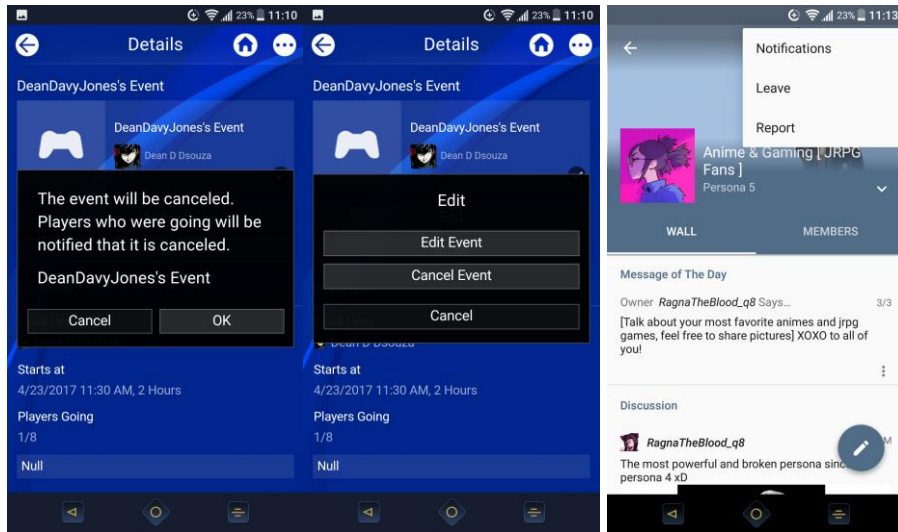 23% 11:10
Details
DeanDavyJones's Event
DeanDavyJones's Event
Dean D Dsouza
The event will be canceled.
Players who were going will be
notified that it is canceled.
DeanDavyJones's Event
Cancel
OK
Starts at
4/23/2017 11:30 AM, 2 Hours
Players Going
1/8
Null
23% 11:10
Details
DeanDavyJones's Event
DeanDavyJones's Event
Dean D Dsouza
Edit
Edit Event
Cancel Event
Cancel
Dean D Dsouza
Starts at
4/23/2017 11:30 AM, 2 Hours
Players Going
1/8
Null
23% 11:13
Notifications
Leave
Report
Anime & Gaming [ JRPG
Fans ]
Persona 5
WALL
MEMBERS
Message of The Day
Owner RagnaTheBlood_q8 Says...
3/3
[Talk about your most favorite animes and jrpg
games, feel free to share pictures] XOXO to all of
you!
Discussion
RagnaTheBlood_q8
M
The most powerful and broken persona sinc
persona 4 xD